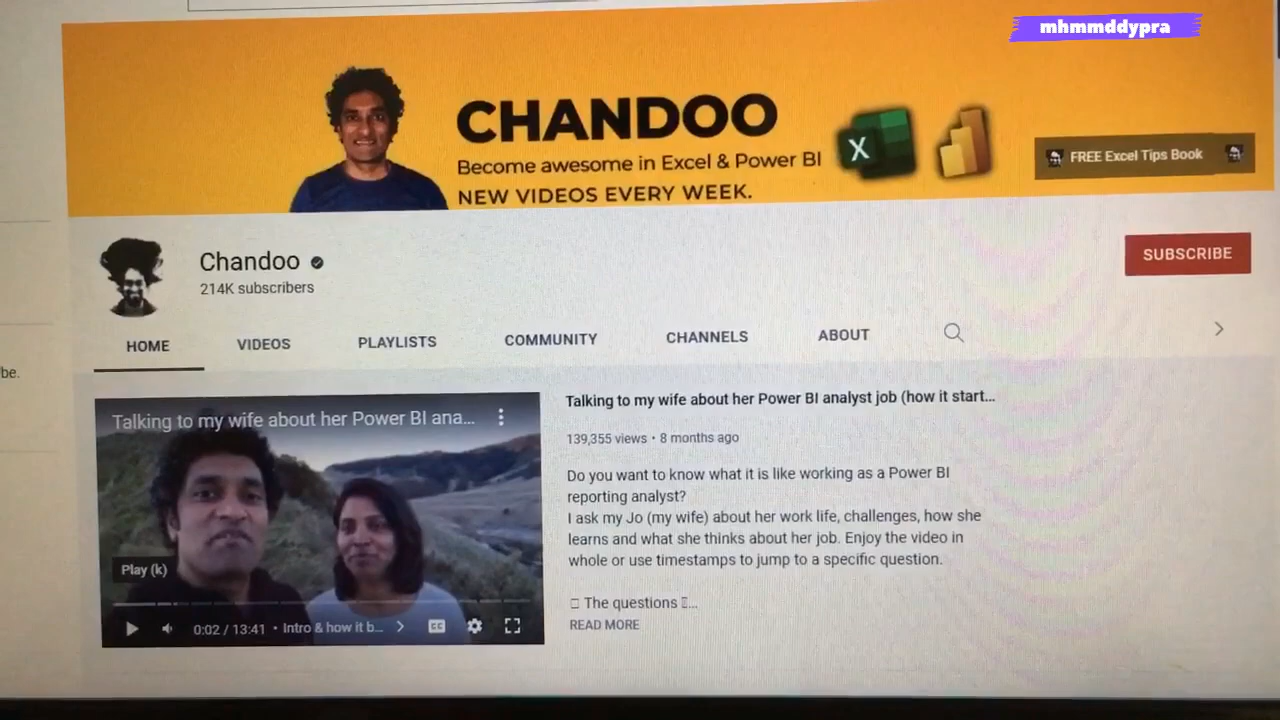 mhmmddypra
CHANDOO
Become awesome in Excel & Power BI
NEW VIDEOS EVERY WEEK.
X
FREE Excel Tips Book
Chandoo
214K subscribers
SUBSCRIBE
HOME VIDEOS PLAYLISTS COMMUNITY CHANNELS ABOUT
be.
Talking to my wife about her Power BI ana...
Play (k)
0:02 / 13:41 • Intro & how it b...
CC
Talking to my wife about her Power BI analyst job (how it start...
139,355 views • 8 months ago
Do you want to know what it is like working as a Power BI
reporting analyst?
I ask my Jo (my wife) about her work life, challenges, how she
learns and what she thinks about her job. Enjoy the video in
whole or use timestamps to jump to a specific question.
The questions ...
READ MORE